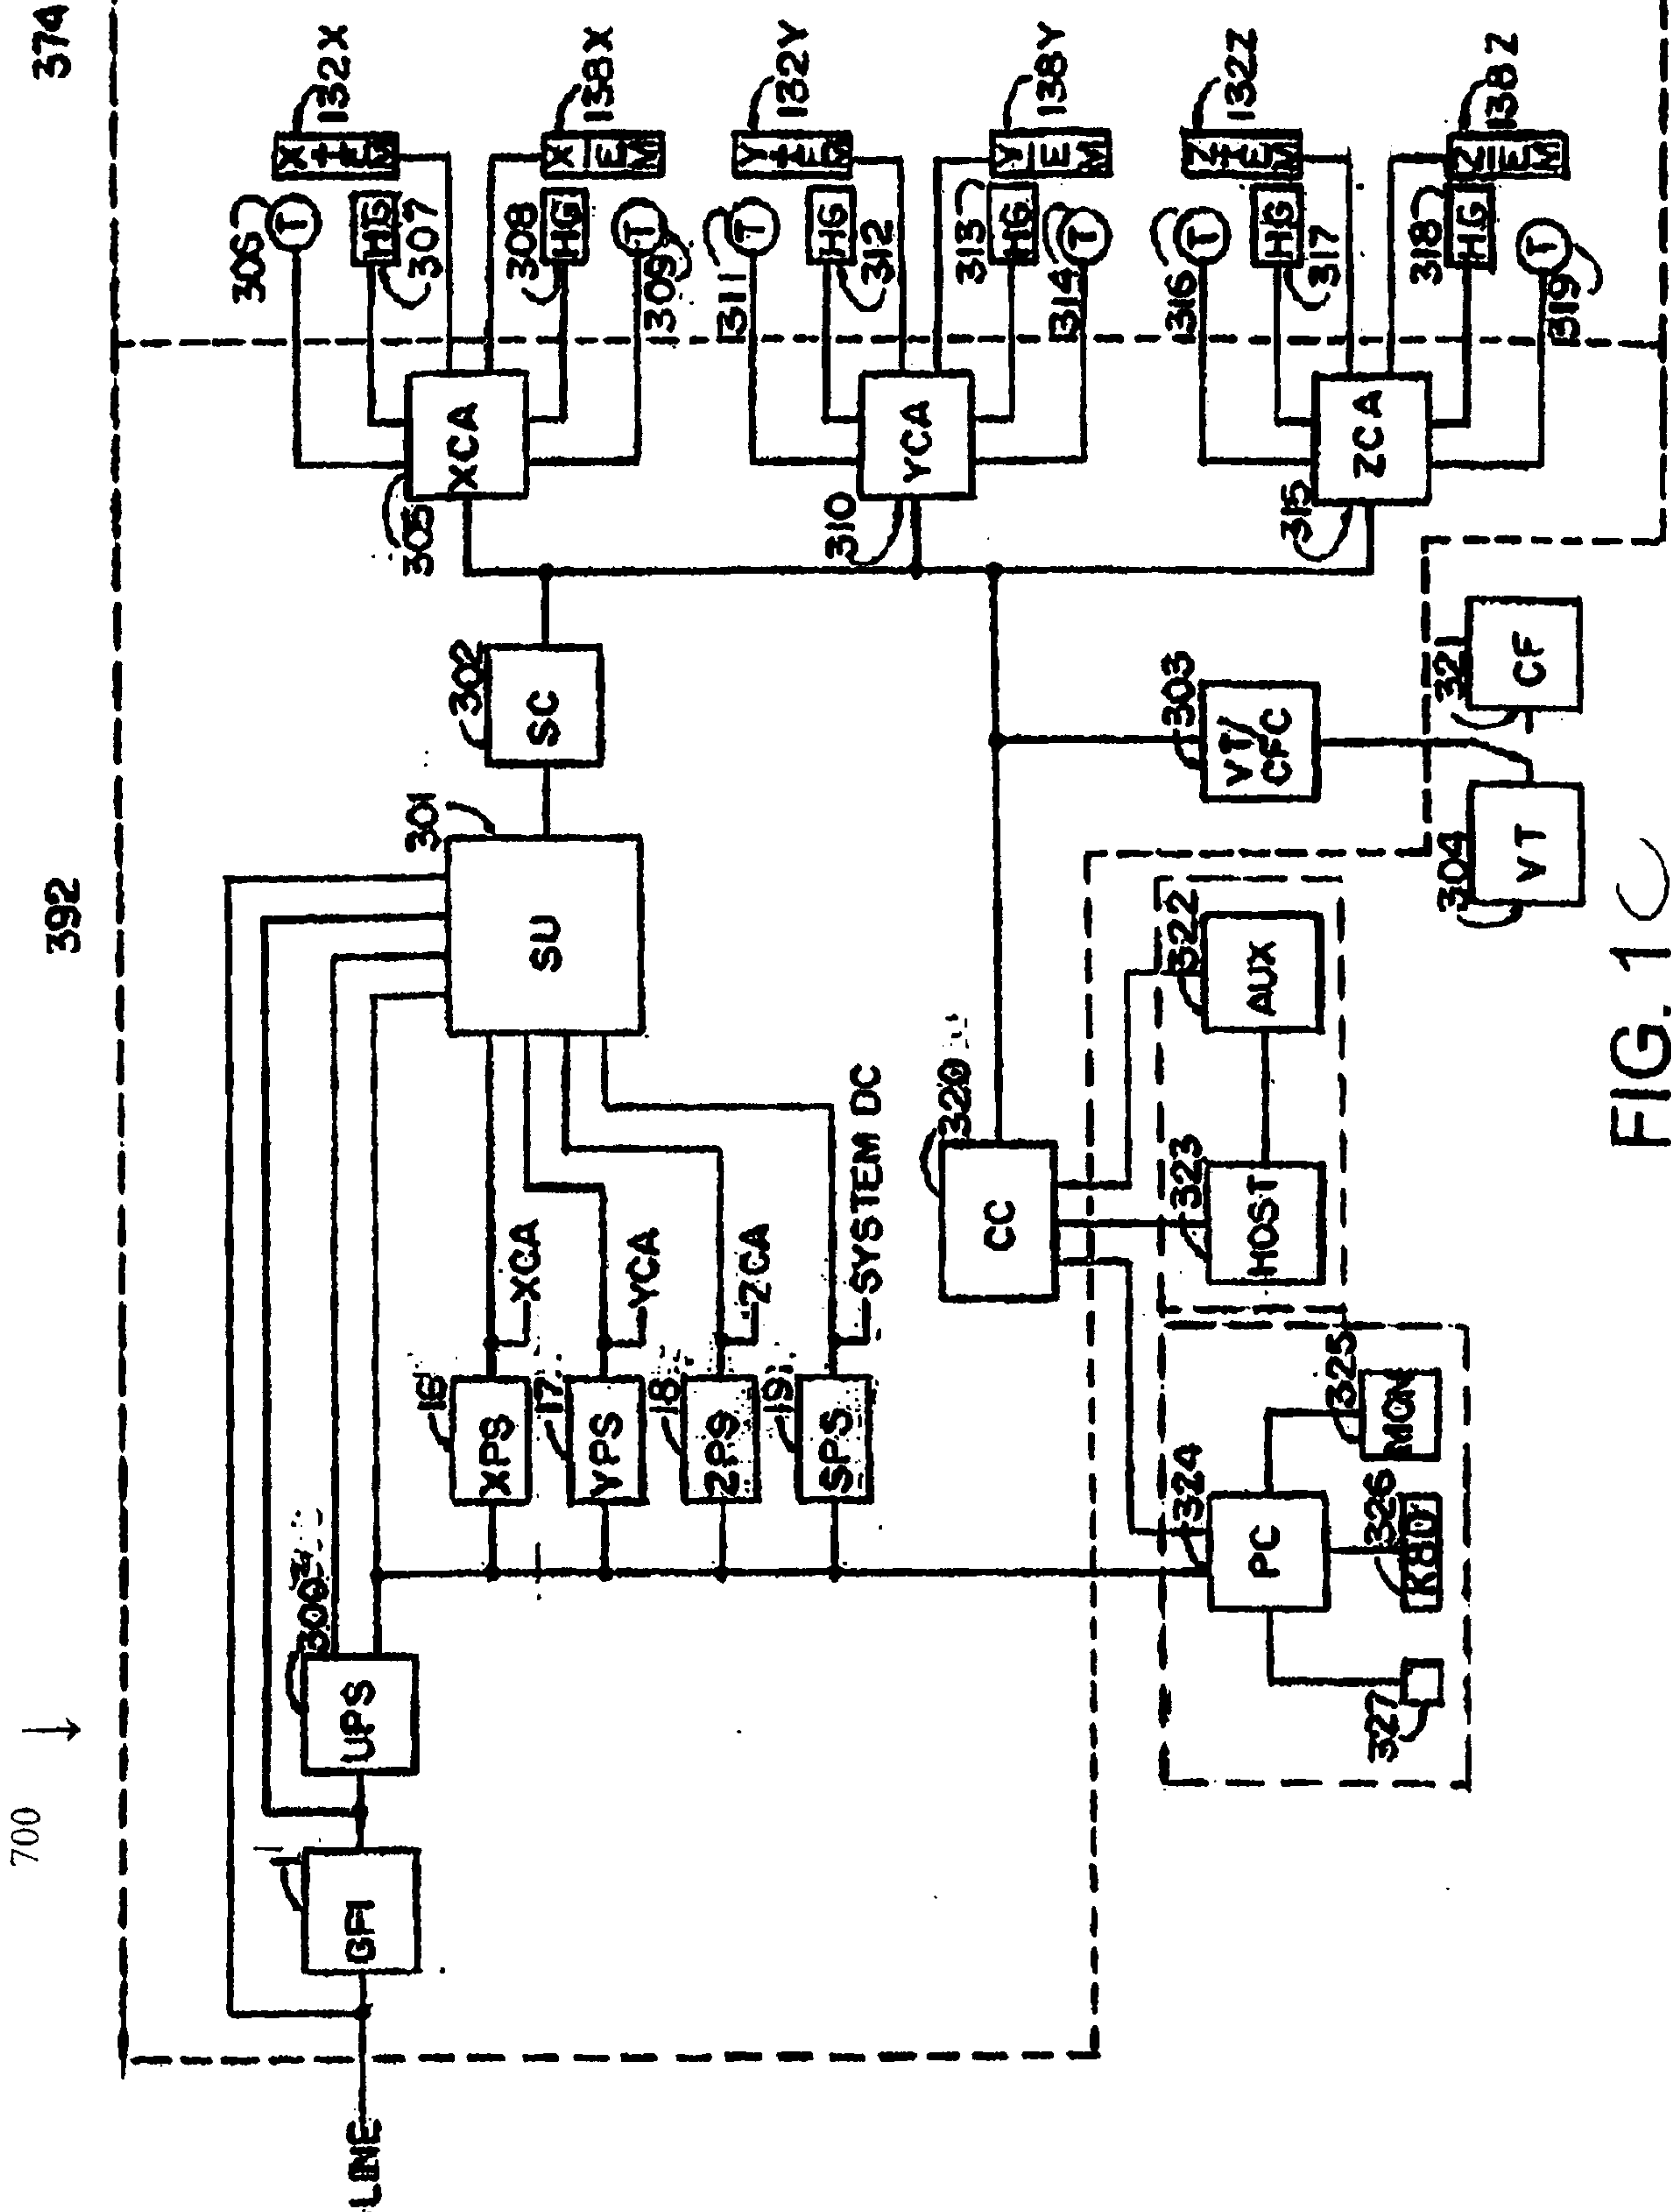 700
392
374
LINE
GFI
1
UPS
300
SU
301
SC
302
XPS
16
XCA
YPS
17
YCA
ZPS
18
ZCA
SPS
19
SYSTEM DC
XCA
305
T
306
HG
307
132X
HG
308
T
309
138X
YCA
310
T
311
HG
312
132Y
HG
313
T
314
138Y
ZCA
315
T
316
HG
317
132Z
HG
318
T
319
138Z
CC
320
VT/
CFC
303
CF
321
VT
304
AUX
322
HOST
323
PC
324
MON
325
KBD
326
327
FIG. 1C